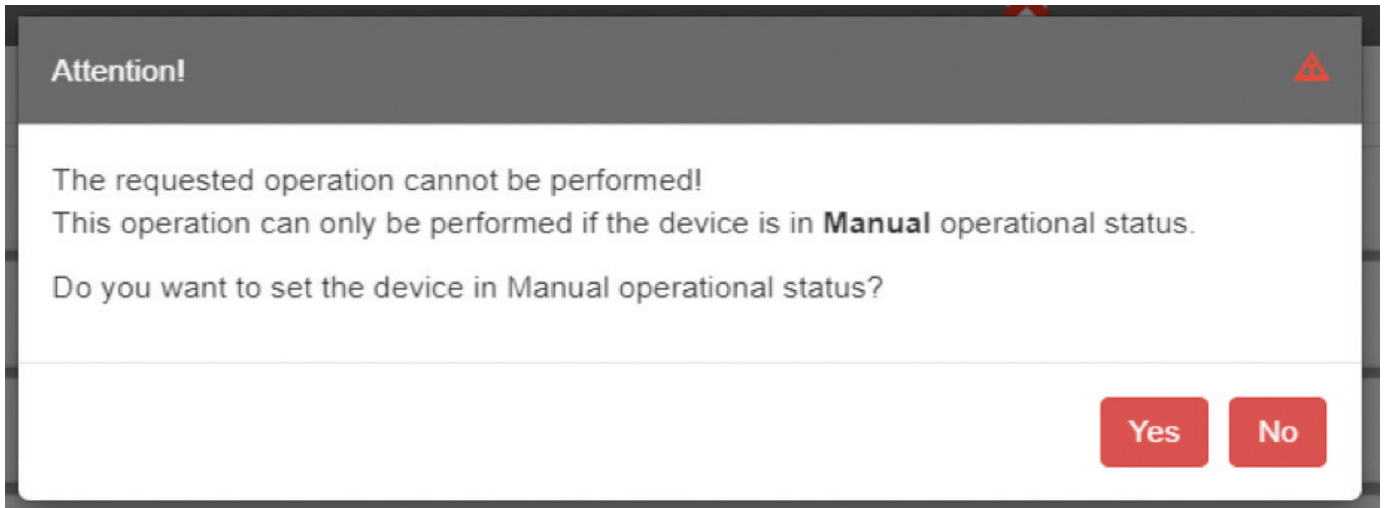 Attention!
The requested operation cannot be performed!
This operation can only be performed if the device is in Manual operational status.
Do you want to set the device in Manual operational status?
Yes
No